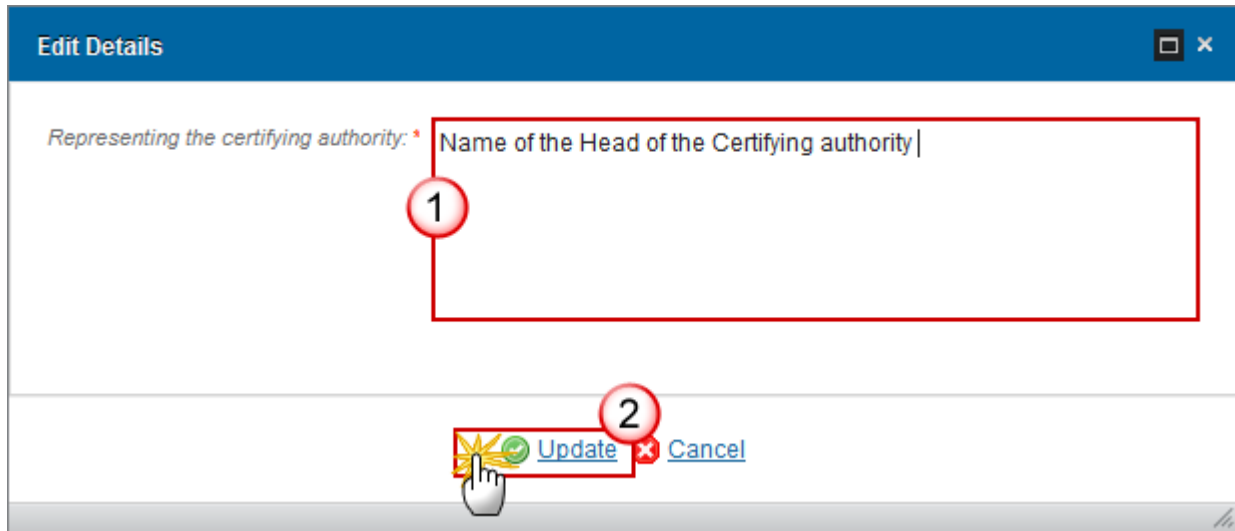 Edit Details
Representing the certifying authority: * Name of the Head of the Certifying authority
1
2
Update Cancel